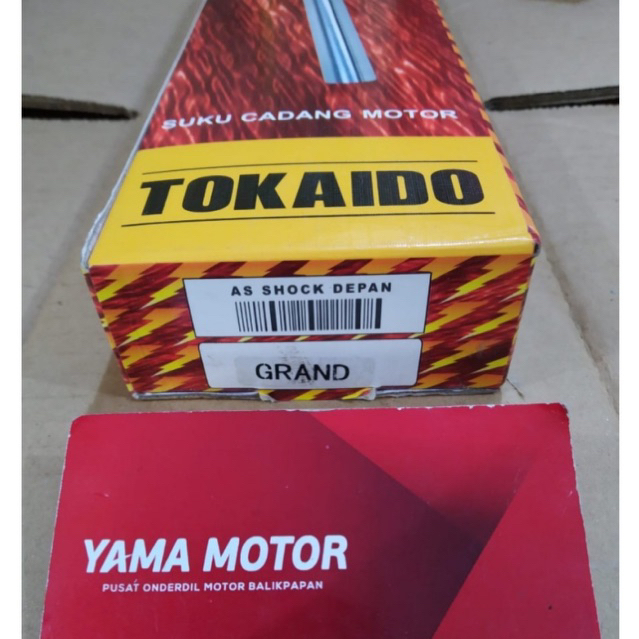 SUKU CADANG MOTOR
TOKAIDO
AS SHOCK DEPAN
GRAND
YAMA MOTOR
PUSAT ONDERDIL MOTOR BALIKPAPAN